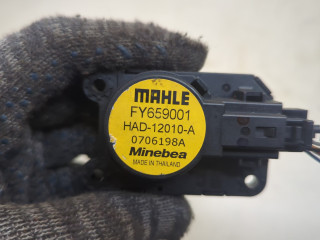 MAHLE
FY659001
HAD-12010-A
0706198A
Minebea
MADE IN THAILAND